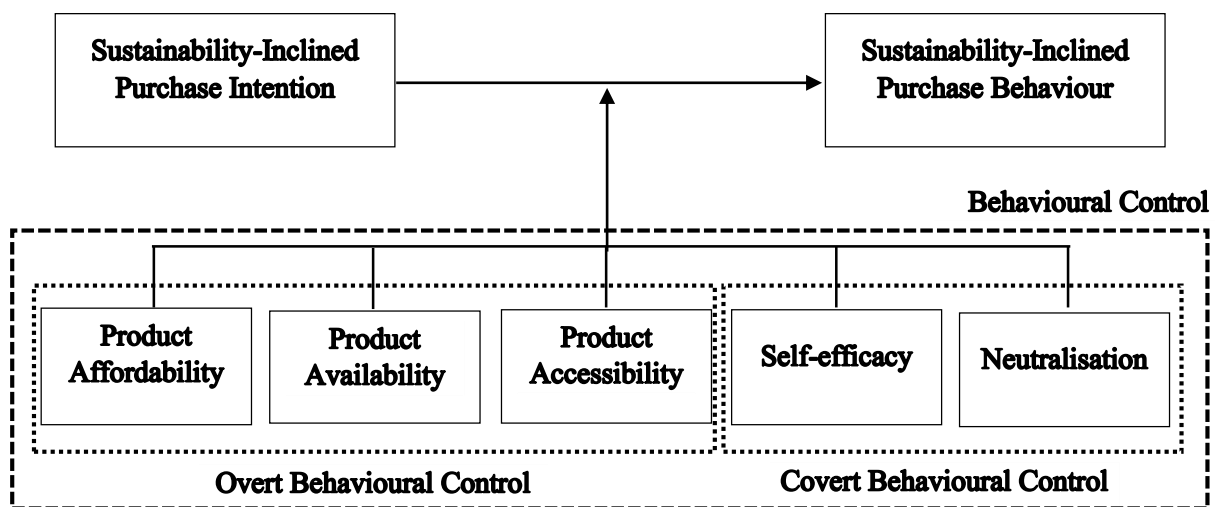 Sustainability-Inclined
Purchase Intention
Sustainability-Inclined
Purchase Behaviour
Behavioural Control
Product
Affordability
Product
Availability
Product
Accessibility
Self-efficacy
Neutralisation
Overt Behavioural Control
Covert Behavioural Control